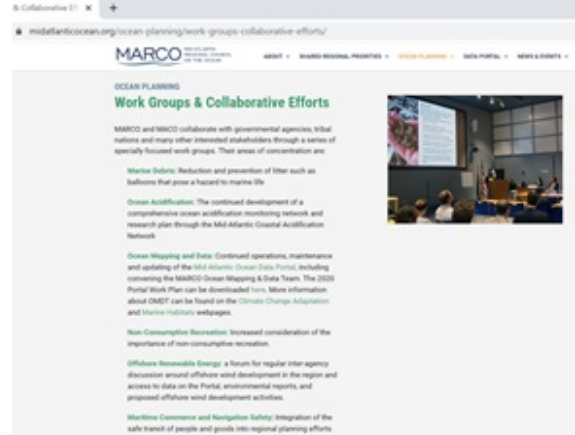 & Collaborative Ef
midatlanticocean.org/ocean-planning/work-groups-collaborative-efforts/
MARCO MID-ATLANTIC
REGIONAL COUNCIL
ON THE OCEAN
ABOUT SHARED REGIONAL PRIORITIES OCEAN PLANNING DATA PORTAL NEWS & EVENTS
OCEAN PLANNING
Work Groups & Collaborative Efforts
MARCO and MACO collaborate with governmental agencies, tribal
nations and many other interested stakeholders through a series of
specially focused work groups. Their areas of concentration are:
Marine Debris: Reduction and prevention of litter such as
balloons that pose a hazard to marine life
Ocean Acidification: The continued development of a
comprehensive ocean acidification monitoring network and
research plan through the Mid-Atlantic Coastal Acidification
Network
Ocean Mapping and Data: Continued operations, maintenance
and updating of the Mid-Atlantic Ocean Data Portal, including
convening the MARCO Ocean Mapping & Data Team. The 2020
Portal Work Plan can be downloaded here. More information
about OMDT can be found on the Climate Change Adaptation
and Marine Habitats webpages.
Non-Consumptive Recreation: Increased consideration of the
importance of non-consumptive recreation.
Offshore Renewable Energy: a forum for regular inter-agency
discussion around offshore wind development in the region and
access to data on the Portal, environmental reports, and
proposed offshore wind development activities.
Maritime Commerce and Navigation Safety: Integration of the
safe transit of people and goods into regional planning efforts